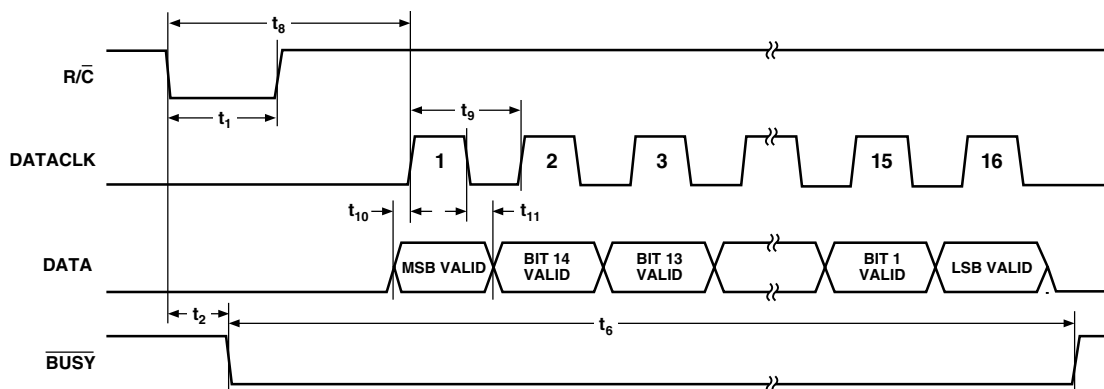 t8
R/C̅
t1
t9
DATACLK
1
2
3
15
16
t10
t11
DATA
MSB VALID
BIT 14
VALID
BIT 13
VALID
BIT 1
VALID
LSB VALID
t2
t6
B̅U̅S̅Y̅